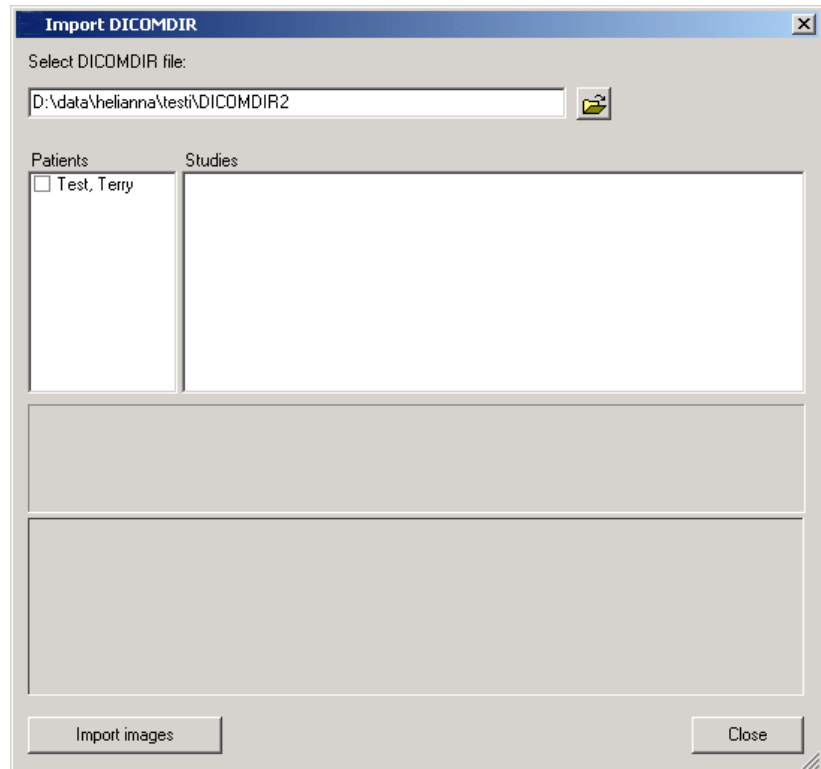 Import DICOMDIR
Select DICOMDIR file:
D:\data\helianna\testi\DICOMDIR2
Patients Studies
Test, Terry
Import images Close